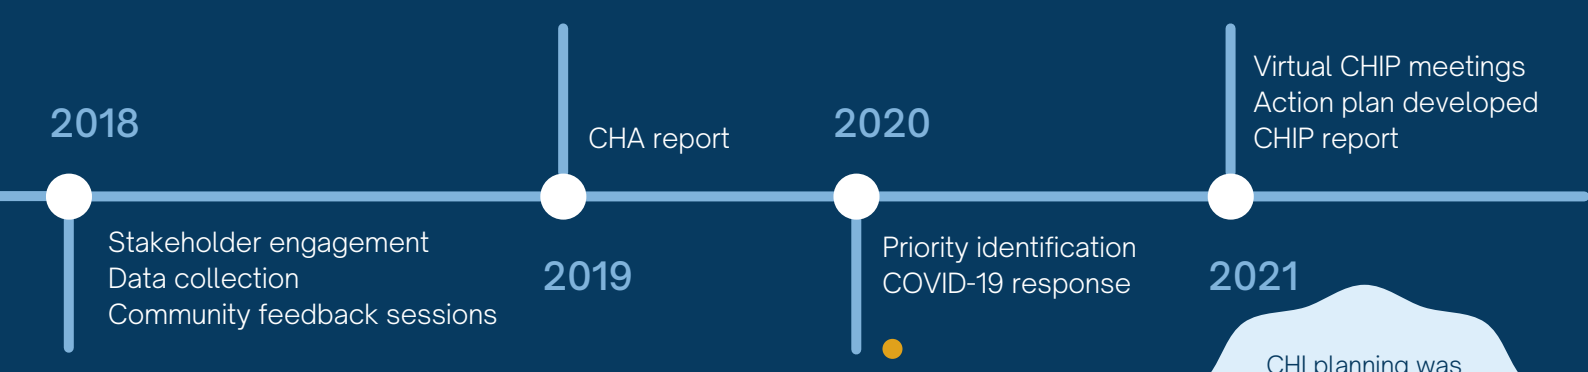 2018
Stakeholder engagement
Data collection
Community feedback sessions
CHA report
2019
2020
Priority identification
COVID-19 response
Virtual CHIP meetings
Action plan developed
CHIP report
2021
CHI planning was